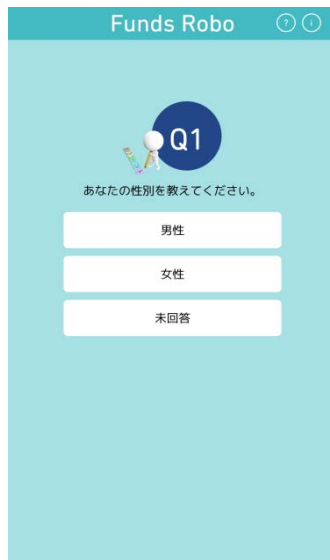 Funds Robo
?
i
Q1
あなたの性別を教えてください。
男性
女性
未回答